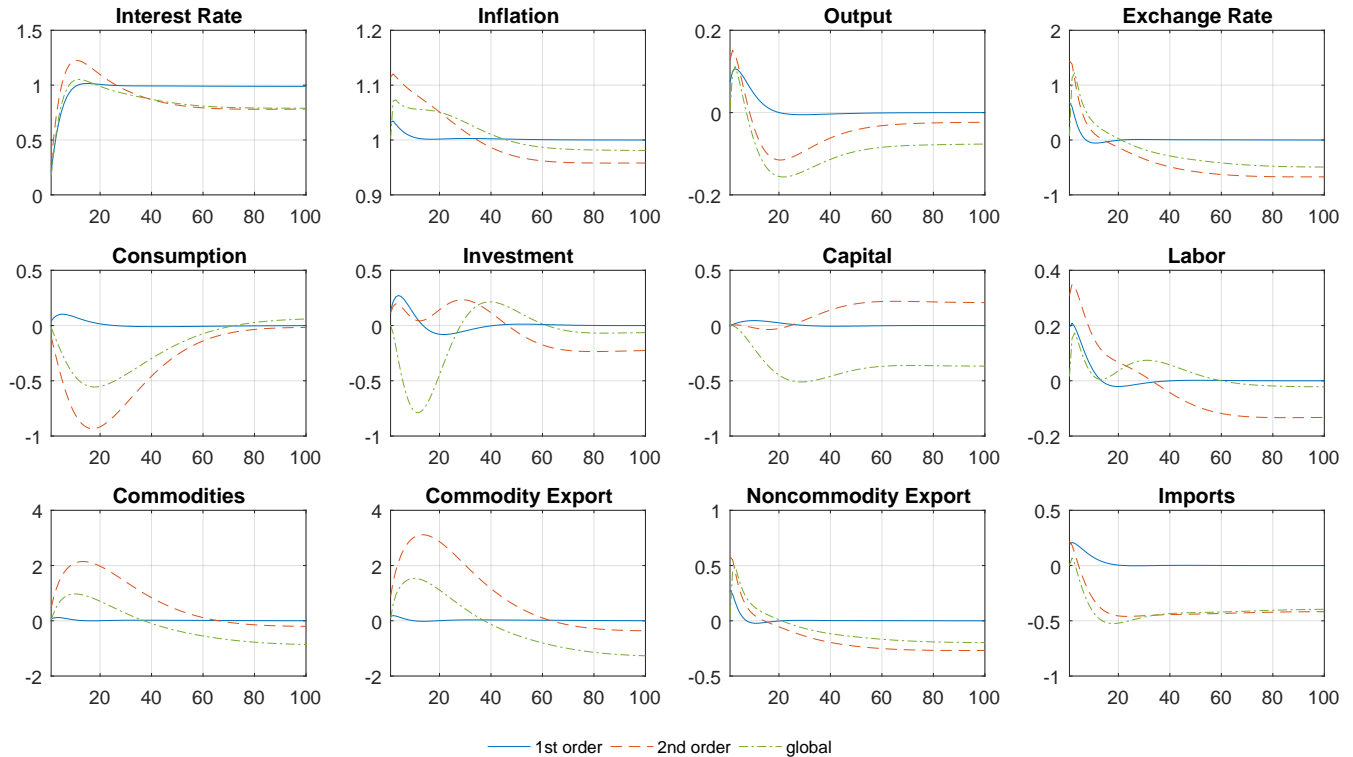 Interest Rate
1.5
1
0.5
0
20 40 60 80 100
Inflation
1.2
1.1
1
0.9
20 40 60 80 100
Output
0.2
0
-0.2
20 40 60 80 100
Exchange Rate
2
1
0
-1
20 40 60 80 100
Consumption
0.5
0
-0.5
-1
20 40 60 80 100
Investment
0.5
0
-0.5
-1
20 40 60 80 100
Capital
0.5
0
-0.5
-1
20 40 60 80 100
Labor
0.4
0.2
0
-0.2
20 40 60 80 100
Commodities
4
2
0
-2
20 40 60 80 100
Commodity Export
4
2
0
-2
20 40 60 80 100
Noncommodity Export
1
0.5
0
-0.5
20 40 60 80 100
Imports
0.5
0
-0.5
-1
20 40 60 80 100
1st order 2nd order global